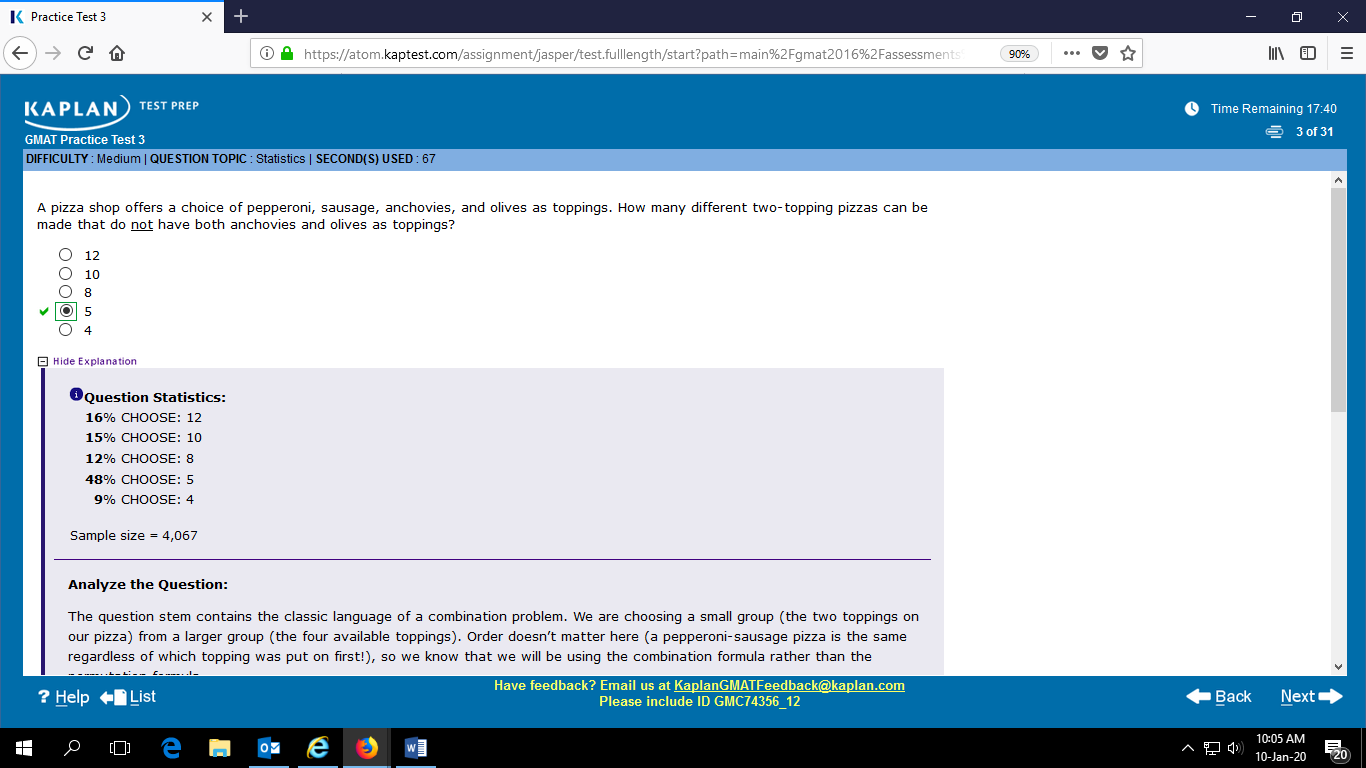 Practice Test 3
https://atom.kaptest.com/assignment/jasper/test.fulllength/start?path=main%2Fgmat2016%2Fassessments
90%
KAPLAN TEST PREP
Time Remaining 17:40
GMAT Practice Test 3
3 of 31
DIFFICULTY : Medium | QUESTION TOPIC : Statistics | SECOND(S) USED : 67
A pizza shop offers a choice of pepperoni, sausage, anchovies, and olives as toppings. How many different two-topping pizzas can be
made that do not have both anchovies and olives as toppings?
12
10
8
5
4
Hide Explanation
Question Statistics:
16% CHOOSE: 12
15% CHOOSE: 10
12% CHOOSE: 8
48% CHOOSE: 5
9% CHOOSE: 4
Sample size = 4,067
Analyze the Question:
The question stem contains the classic language of a combination problem. We are choosing a small group (the two toppings on
our pizza) from a larger group (the four available toppings). Order doesn’t matter here (a pepperoni-sausage pizza is the same
regardless of which topping was put on first!), so we know that we will be using the combination formula rather than the
permutation formula.
Have feedback? Email us at KaplanGMATFeedback@kaplan.com
Please include ID GMC74356_12
? Help
List
Back
Next
10:05 AM
10-Jan-20
20